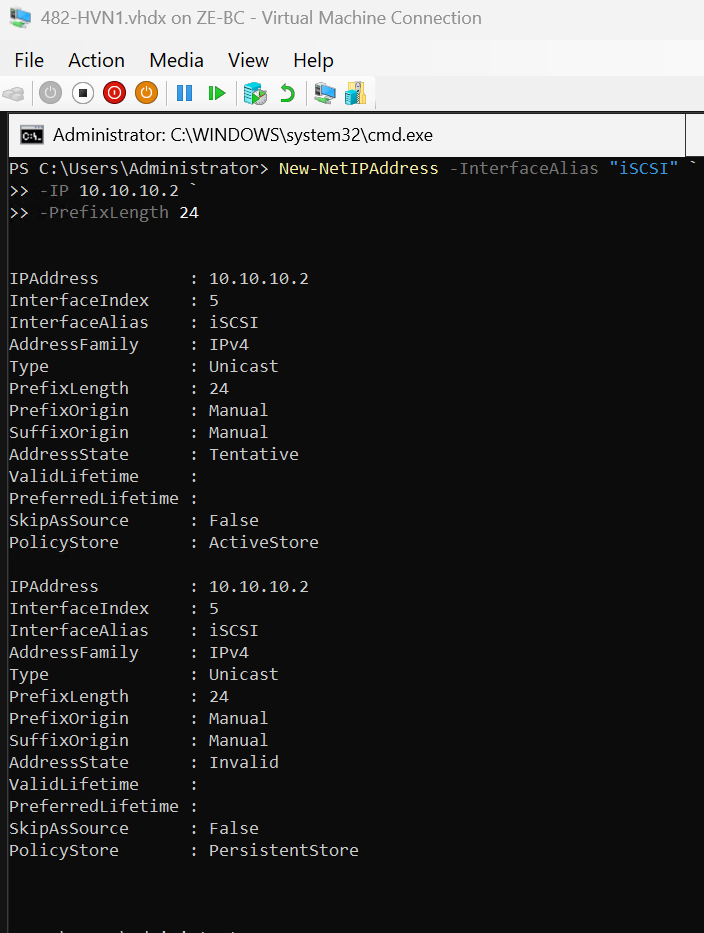 482-HVN1.vhdx on ZE-BC - Virtual Machine Connection
File Action Media View Help
Administrator: C:\WINDOWS\system32\cmd.exe
PS C:\Users\Administrator> New-NetIPAddress -InterfaceAlias "iSCSI" `
>> -IP 10.10.10.2 `
>> -PrefixLength 24
IPAddress : 10.10.10.2
InterfaceIndex : 5
InterfaceAlias : iSCSI
AddressFamily : IPv4
Type : Unicast
PrefixLength : 24
PrefixOrigin : Manual
SuffixOrigin : Manual
AddressState : Tentative
ValidLifetime :
PreferredLifetime :
SkipAsSource : False
PolicyStore : ActiveStore
IPAddress : 10.10.10.2
InterfaceIndex : 5
InterfaceAlias : iSCSI
AddressFamily : IPv4
Type : Unicast
PrefixLength : 24
PrefixOrigin : Manual
SuffixOrigin : Manual
AddressState : Invalid
ValidLifetime :
PreferredLifetime :
SkipAsSource : False
PolicyStore : PersistentStore